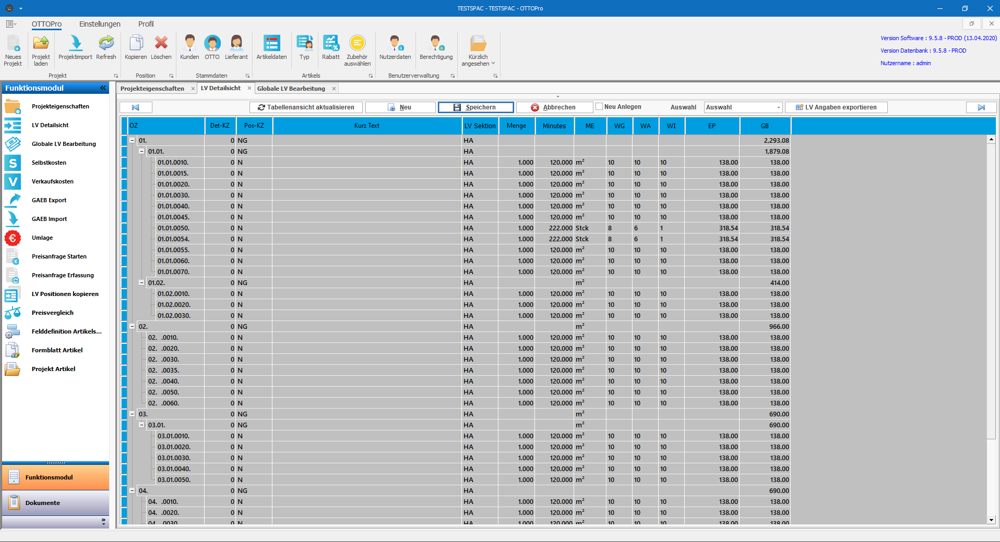 TESTSPAC - TESTSPAC - OTTOPro
OTTOPro Einstellungen Profil
Neues Projekt
Projekt laden
Projektimport
Refresh
Kopieren
Löschen
Kunden
OTTO
Lieferant
Artikeldaten
Typ
Rabatt
Zubehör auswählen
Nutzerdaten
Berechtigung
Kürzlich angesehen
Projekt Position Stammdaten Artikels Benutzerverwaltung
Version Software : 9.5.8 - PROD (13.04.2020)
Version Datenbank : 9.5.8 - PROD
Nutzername : admin
Funktionsmodul
Projekteigenschaften
LV Detailsicht
Globale LV Bearbeitung
Selbstkosten
Verkaufskosten
GAEB Export
GAEB Import
Umlage
Preisanfrage Starten
Preisanfrage Erfassung
LV Positionen kopieren
Preisvergleich
Felddefinition Artikels...
Formblatt Artikel
Projekt Artikel
Funktionsmodul
Dokumente
Projekteigenschaften LV Detailsicht Globale LV Bearbeitung
Tabellenansicht aktualisieren Neu Speichern Abbrechen Neu Anlegen Auswahl Auswahl LV Angaben exportieren
OZ Det-KZ Pos-KZ Kurz Text LV Sektion Menge Minutes ME WG WA WI EP GB
01. 0 NG HA 2,293.08
01.01. 0 NG HA 1,879.08
01.01.0010. 0 N HA 1.000 120.000 m² 10 10 10 138.00 138.00
01.01.0015. 0 N HA 1.000 120.000 m² 10 10 10 138.00 138.00
01.01.0020. 0 N HA 1.000 120.000 m² 10 10 10 138.00 138.00
01.01.0030. 0 N HA 1.000 120.000 m² 10 10 10 138.00 138.00
01.01.0040. 0 N HA 1.000 120.000 m² 10 10 10 138.00 138.00
01.01.0045. 0 N HA 1.000 120.000 m² 10 10 10 138.00 138.00
01.01.0050. 0 N HA 1.000 222.000 Stck 8 6 1 318.54 318.54
01.01.0054. 0 N HA 1.000 222.000 Stck 8 6 1 318.54 318.54
01.01.0055. 0 N HA 1.000 120.000 m² 10 10 10 138.00 138.00
01.01.0060. 0 N HA 1.000 120.000 m² 10 10 10 138.00 138.00
01.01.0070. 0 N HA 1.000 120.000 m² 10 10 10 138.00 138.00
01.02. 0 NG HA m² 414.00
01.02.0010. 0 N HA 1.000 120.000 m² 10 10 10 138.00 138.00
01.02.0020. 0 N HA 1.000 120.000 m² 10 10 10 138.00 138.00
01.02.0030. 0 N HA 1.000 120.000 m² 10 10 10 138.00 138.00
02. 0 NG HA m² 966.00
02. .0010. 0 N HA 1.000 120.000 m² 10 10 10 138.00 138.00
02. .0020. 0 N HA 1.000 120.000 m² 10 10 10 138.00 138.00
02. .0030. 0 N HA 1.000 120.000 m² 10 10 10 138.00 138.00
02. .0035. 0 N HA 1.000 120.000 m² 10 10 10 138.00 138.00
02. .0040. 0 N HA 1.000 120.000 m² 10 10 10 138.00 138.00
02. .0050. 0 N HA 1.000 120.000 m² 10 10 10 138.00 138.00
02. .0060. 0 N HA 1.000 120.000 m² 10 10 10 138.00 138.00
03. 0 NG HA m² 690.00
03.01. 0 NG HA m² 690.00
03.01.0010. 0 N HA 1.000 120.000 m² 10 10 10 138.00 138.00
03.01.0020. 0 N HA 1.000 120.000 m² 10 10 10 138.00 138.00
03.01.0030. 0 N HA 1.000 120.000 m² 10 10 10 138.00 138.00
03.01.0040. 0 N HA 1.000 120.000 m² 10 10 10 138.00 138.00
03.01.0050. 0 N HA 1.000 120.000 m² 10 10 10 138.00 138.00
04. 0 NG HA 690.00
04. .0010. 0 N HA 1.000 120.000 m² 10 10 10 138.00 138.00
04. .0020. 0 N HA 1.000 120.000 m² 10 10 10 138.00 138.00
04. .0030. 0 N HA 1.000 120.000 m² 10 10 10 138.00 138.00